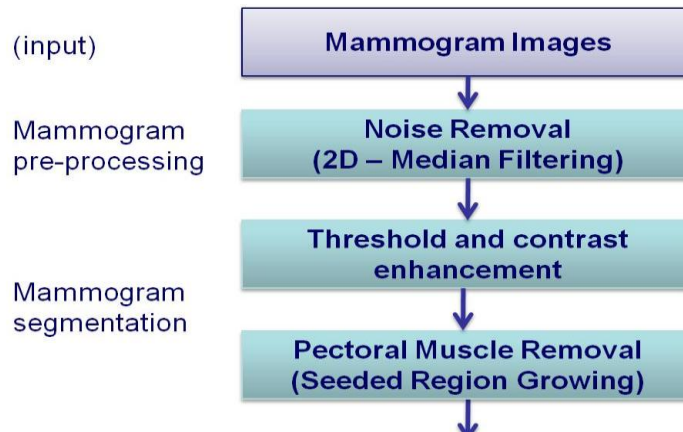 (input)
Mammogram Images
Mammogram
pre-processing
Noise Removal
(2D – Median Filtering)
Threshold and contrast
enhancement
Mammogram
segmentation
Pectoral Muscle Removal
(Seeded Region Growing)